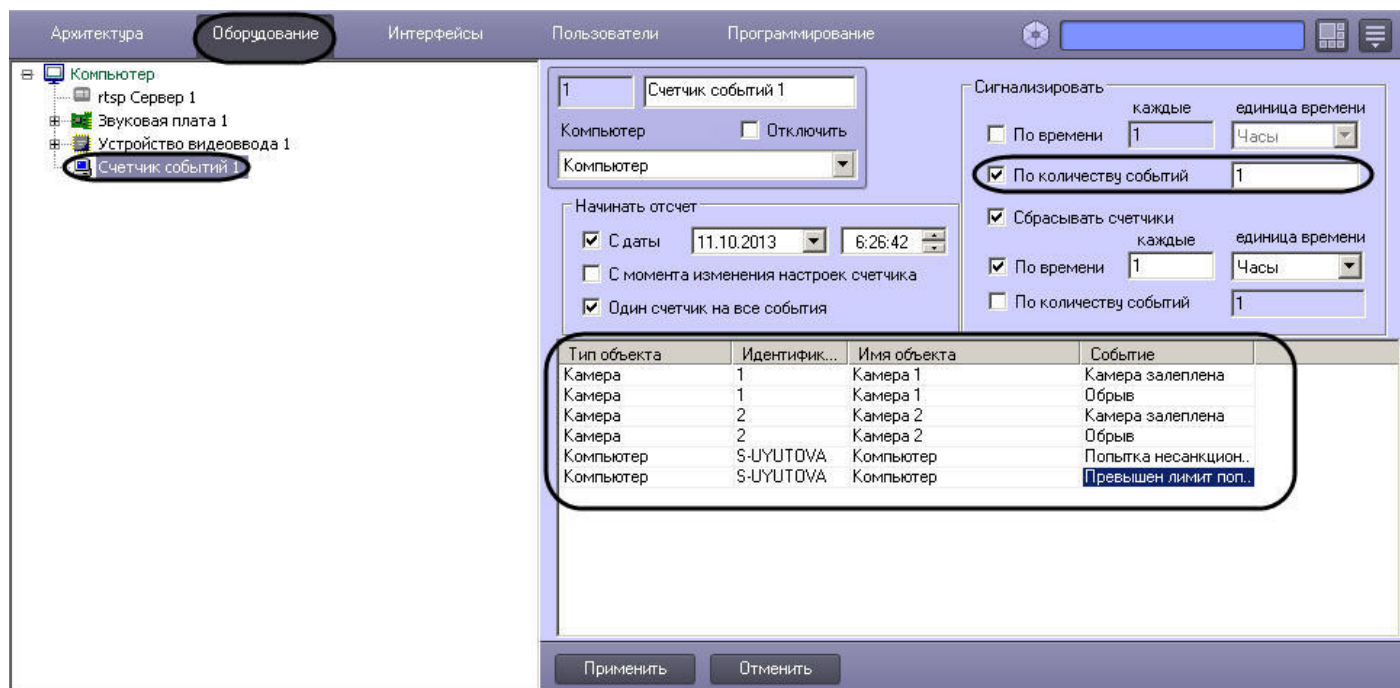 Архитектура Оборудование Интерфейсы Пользователи Программирование
Компьютер
rtsp Сервер 1
Звуковая плата 1
Устройство видеоввода 1
Счетчик событий 1
1 Счетчик событий 1
Компьютер Отключить
Компьютер
Начинать отсчет
С даты 11.10.2013 6:26:42
С момента изменения настроек счетчика
Один счетчик на все события
Сигнализировать
каждые единица времени
По времени 1 Часы
По количеству событий 1
Сбрасывать счетчики
каждые единица времени
По времени 1 Часы
По количеству событий 1
Тип объекта Идентифик... Имя объекта Событие
Камера 1 Камера 1 Камера залеплена
Камера 1 Камера 1 Обрыв
Камера 2 Камера 2 Камера залеплена
Камера 2 Камера 2 Обрыв
Компьютер S-UYUTOVA Компьютер Попытка несанкцион..
Компьютер S-UYUTOVA Компьютер Превышен лимит поп..
Применить Отменить